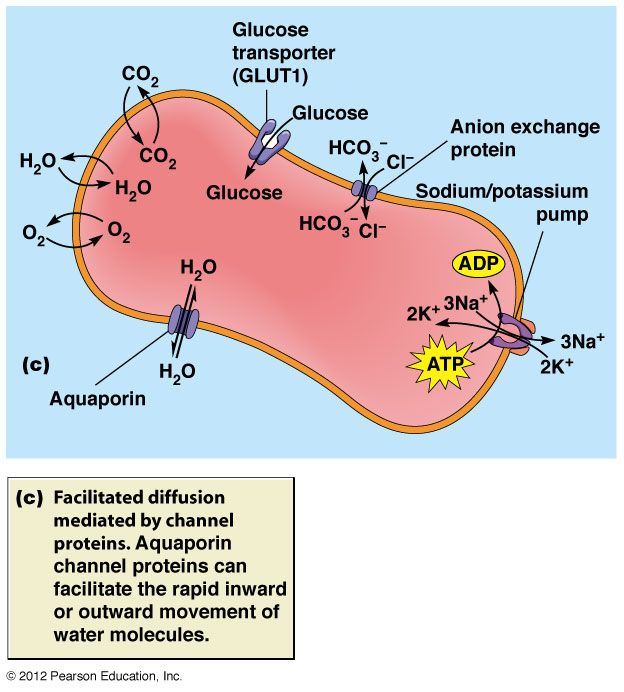 Glucose
transporter
(GLUT1)
CO₂
Glucose
Anion exchange
protein
HCO₃⁻
Cl⁻
CO₂
H₂O
H₂O
Glucose
Sodium/potassium
pump
HCO₃⁻
Cl⁻
O₂
O₂
ADP
H₂O
3Na⁺
2K⁺
3Na⁺
(c)
ATP
2K⁺
H₂O
Aquaporin
(c) Facilitated diffusion
mediated by channel
proteins. Aquaporin
channel proteins can
facilitate the rapid inward
or outward movement of
water molecules.
© 2012 Pearson Education, Inc.